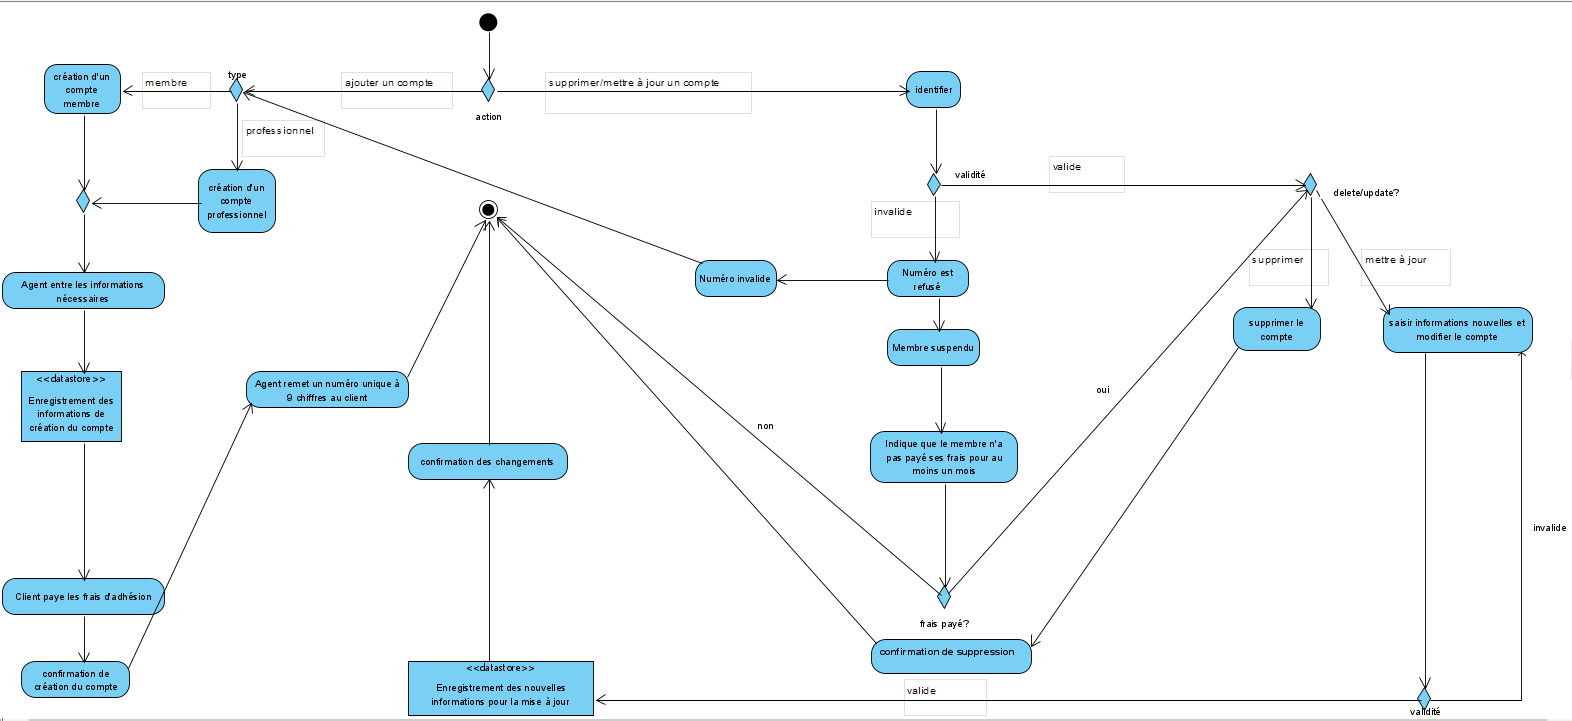 type
création d'un
compte
membre
membre
ajouter un compte
supprimer/mettre à jour un compte
identifier
action
professionnel
création d'un
compte
professionnel
validité
valide
delete/update?
invalide
Agent entre les informations
nécessaires
Numéro invalide
Numéro est
refusé
supprimer
mettre à jour
supprimer le
compte
saisir informations nouvelles et
modifier le compte
Membre suspendu
<<datastore>>
Enregistrement des
informations de
création du compte
Agent remet un numéro unique à
9 chiffres au client
oui
non
confirmation des changements
Indique que le membre n'a
pas payé ses frais pour au
moins un mois
invalide
Client paye les frais d'adhésion
frais payé?
confirmation de suppression
confirmation de
création du compte
<<datastore>>
Enregistrement des nouvelles
informations pour la mise à jour
valide
validité